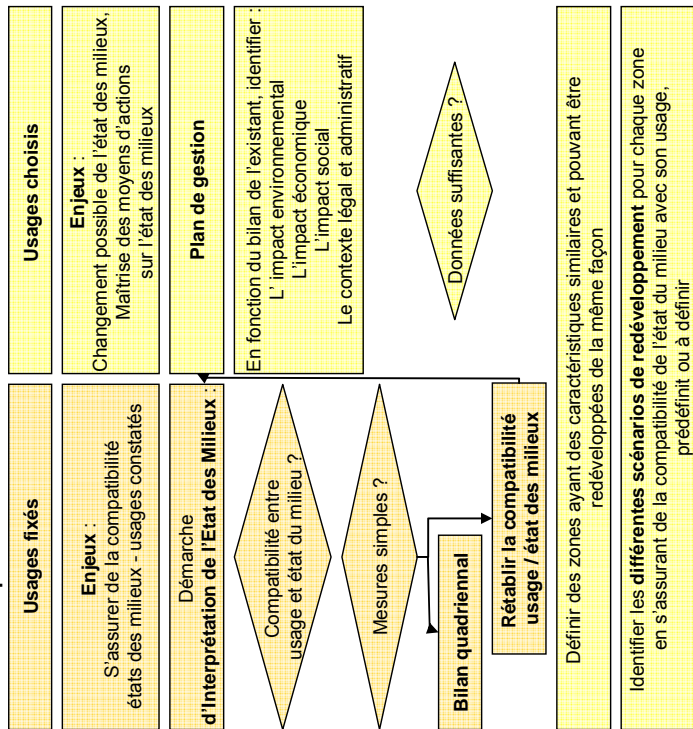 Usages fixés
Usages choisis
Enjeux :
S'assurer de la compatibilité
états des milieux - usages constatés
Enjeux :
Changement possible de l'état des milieux,
Maîtrise des moyens d'actions
sur l'état des milieux
Démarche
d'Interprétation de l'Etat des Milieux :
Plan de gestion
Compatibilité entre
usage et état du milieu ?
En fonction du bilan de l'existant, identifier :
L' impact environnemental
L'impact économique
L'impact social
Le contexte légal et administratif
Mesures simples ?
Données suffisantes ?
Bilan quadriennal
Rétablir la compatibilité
usage / état des milieux
Définir des zones ayant des caractéristiques similaires et pouvant être
redéveloppées de la même façon
Identifier les différentes scénarios de redéveloppement pour chaque zone
en s'assurant de la compatibilité de l'état du milieu avec son usage,
prédéfinit ou à définir